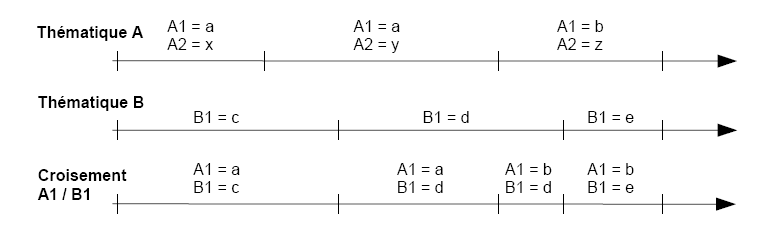 Thématique A
A1 = a
A2 = x
A1 = a
A2 = y
A1 = b
A2 = z
Thématique B
B1 = c
B1 = d
B1 = e
Croisement
A1 / B1
A1 = a
B1 = c
A1 = a
B1 = d
A1 = b
B1 = d
A1 = b
B1 = e